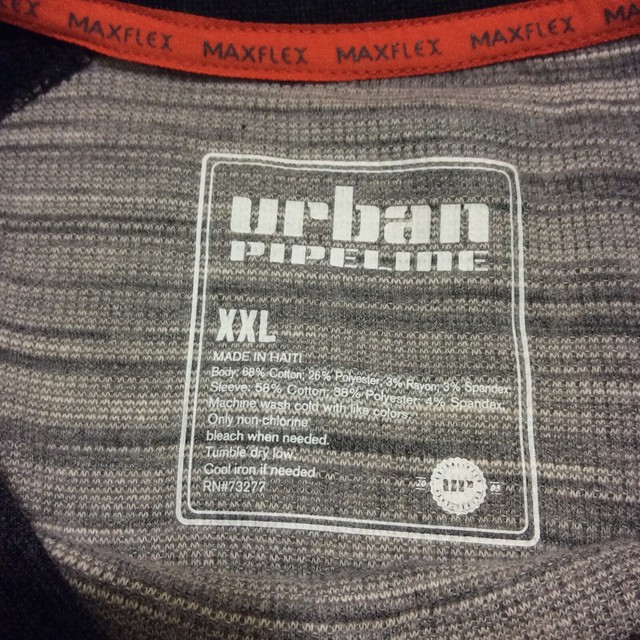 MAXFLEX MAXFLEX MAXFLEX MAXFLEX MAX
urban
PIPELINE
XXL
MADE IN HAITI
Body: 68% Cotton; 26% Polyester; 3% Rayon; 3% Spandex
Sleeve: 58% Cotton; 38% Polyester; 4% Spandex.
Machine wash cold with like colors.
Only non-chlorine
bleach when needed.
Tumble dry low.
Cool iron if needed.
RN#73277